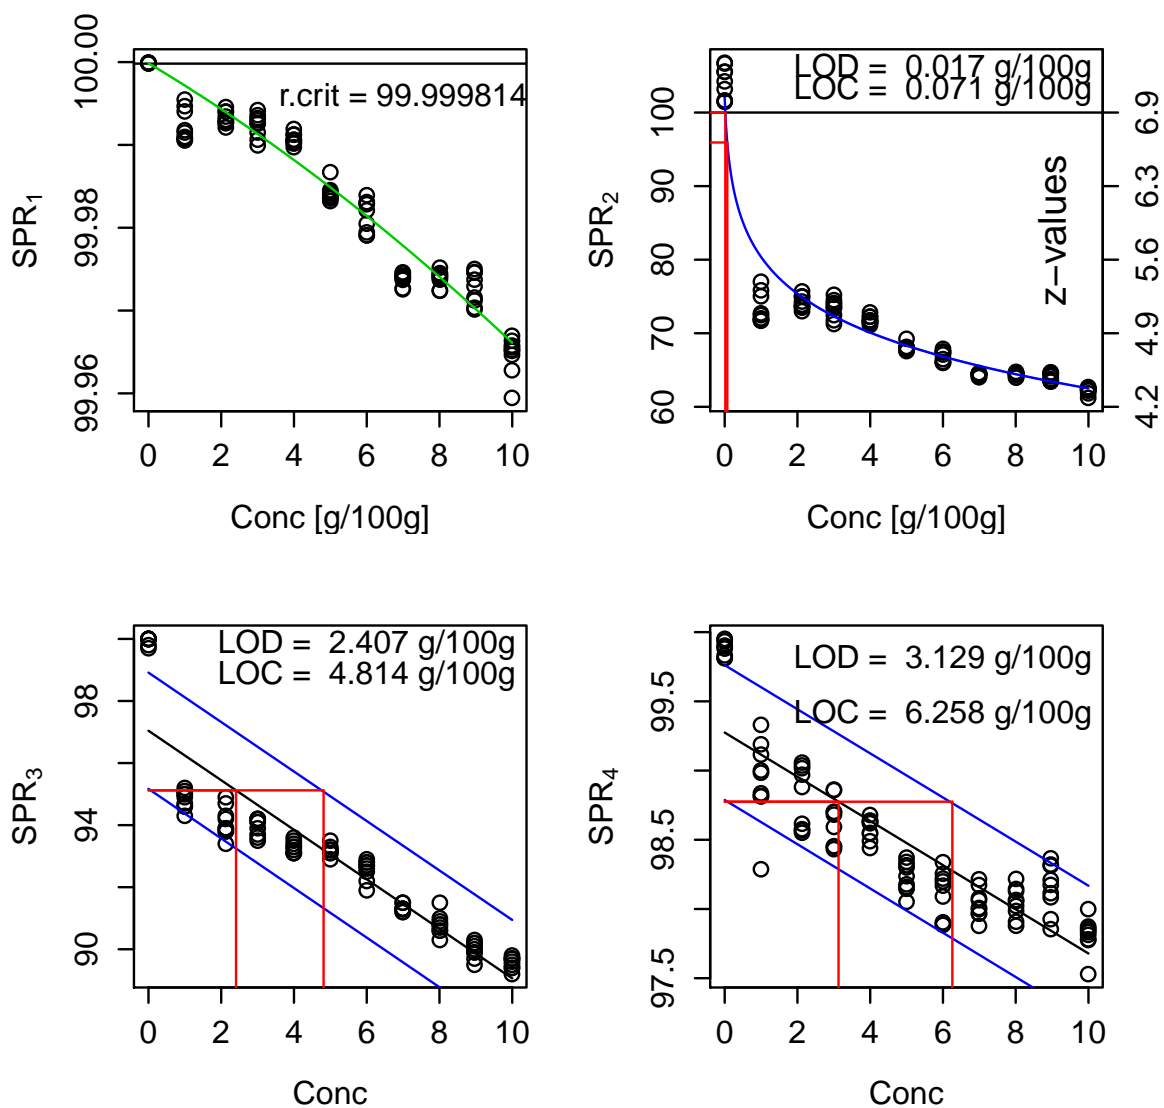 r.crit = 99.999814
SPR1
99.96
99.98
100.00
0 2 4 6 8 10
Conc [g/100g]
LOD = 0.017 g/100g
LOC = 0.071 g/100g
SPR2
60 70 80 90 100
z−values
4.2 4.9 5.6 6.3 6.9
0 2 4 6 8 10
Conc [g/100g]
LOD = 2.407 g/100g
LOC = 4.814 g/100g
SPR3
90 94 98
0 2 4 6 8 10
Conc
LOD = 3.129 g/100g
LOC = 6.258 g/100g
SPR4
97.5 98.5 99.5
0 2 4 6 8 10
Conc